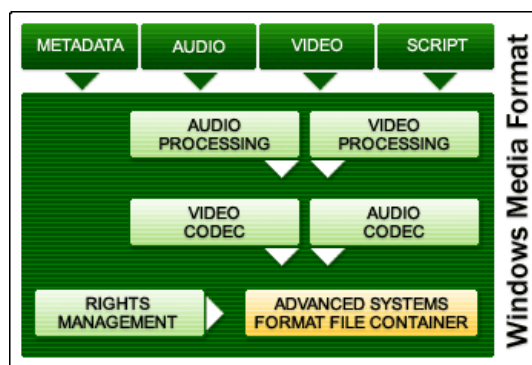 METADATA
AUDIO
VIDEO
SCRIPT
AUDIO
PROCESSING
VIDEO
PROCESSING
VIDEO
CODEC
AUDIO
CODEC
RIGHTS
MANAGEMENT
ADVANCED SYSTEMS
FORMAT FILE CONTAINER
Windows Media Format